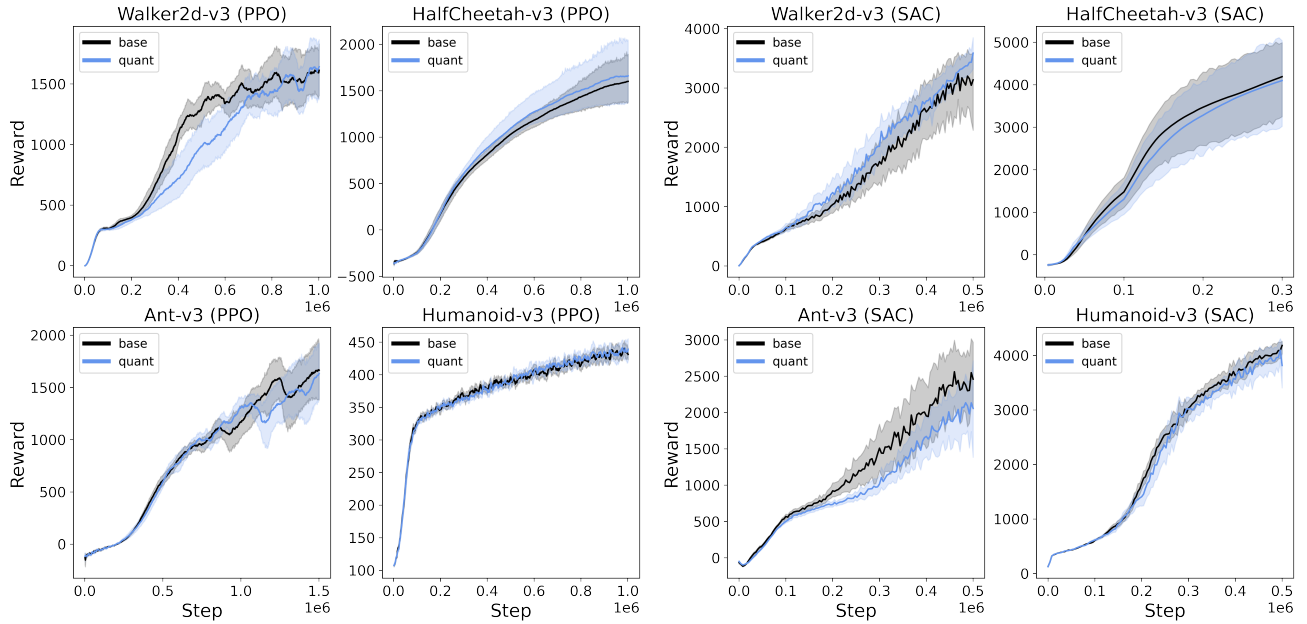 Walker2d-v3 (PPO)
base
quant
Reward
1500
1000
500
0
0.0 0.2 0.4 0.6 0.8 1.0
1e6
HalfCheetah-v3 (PPO)
base
quant
2000
1500
1000
500
0
−500
0.0 0.2 0.4 0.6 0.8 1.0
1e6
Walker2d-v3 (SAC)
base
quant
Reward
4000
3000
2000
1000
0
0.0 0.1 0.2 0.3 0.4 0.5
1e6
HalfCheetah-v3 (SAC)
base
quant
5000
4000
3000
2000
1000
0
0.0 0.1 0.2 0.3
1e6
Ant-v3 (PPO)
base
quant
Reward
2000
1500
1000
500
0
0.0 0.5 1.0 1.5
1e6
Step
Humanoid-v3 (PPO)
base
quant
450
400
350
300
250
200
150
100
0.0 0.2 0.4 0.6 0.8 1.0
1e6
Step
Ant-v3 (SAC)
base
quant
Reward
3000
2500
2000
1500
1000
500
0
0.0 0.1 0.2 0.3 0.4 0.5
1e6
Step
Humanoid-v3 (SAC)
base
quant
4000
3000
2000
1000
0
0.0 0.1 0.2 0.3 0.4 0.5
1e6
Step